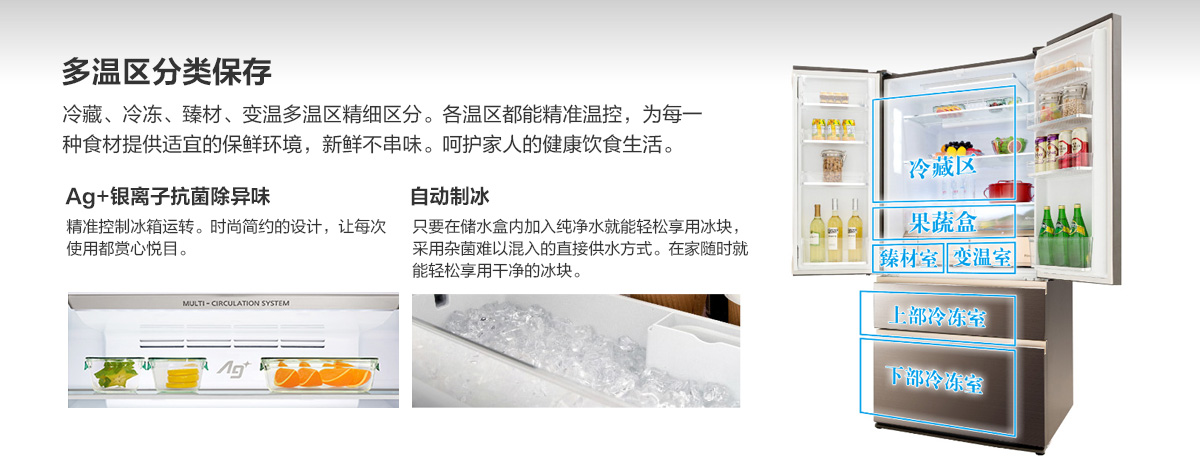 多温区分类保存
冷藏、冷冻、臻材、变温多温区精细区分。各温区都能精准温控，为每一
种食材提供适宜的保鲜环境，新鲜不串味。呵护家人的健康饮食生活。
Ag+银离子抗菌除异味
精准控制冰箱运转。时尚简约的设计，让每次
使用都赏心悦目。
自动制冰
只要在储水盒内加入纯净水就能轻松享用冰块，
采用杂菌难以混入的直接供水方式。在家随时就
能轻松享用干净的冰块。
MULTI-CIRCULATION SYSTEM
Ag+
冷藏区
果蔬盒
臻材室 变温室
上部冷冻室
下部冷冻室